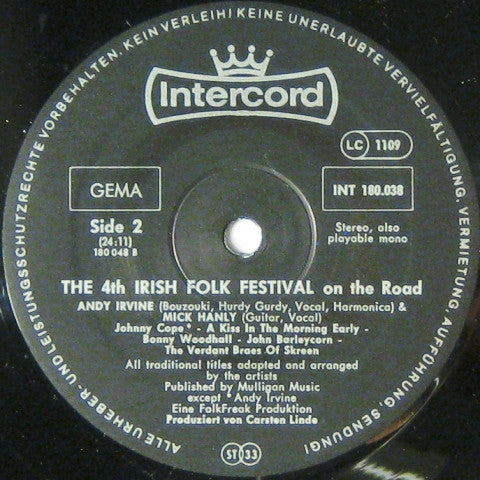 ALLE URHEBER- UND LEISTUNGSSCHUTZRECHTE VORBEHALTEN. KEIN VERLEIH! KEINE UNERLAUBTE VERVIELFÄLTIGUNG, VERMIETUNG, AUFFÜHRUNG, SENDUNG!
Intercord
LC 1109
GEMA
INT 180.038
Side 2
(24:11)
180 048 B
Stereo, also
playable mono
THE 4th IRISH FOLK FESTIVAL on the Road
ANDY IRVINE (Bouzouki, Hurdy Gurdy, Vocal, Harmonica) &
MICK HANLY (Guitar, Vocal)
Johnny Cope* - A Kiss In The Morning Early -
Bonny Woodhall - John Barleycorn -
The Verdant Braes Of Skreen
All traditional titles adapted and arranged
by the artists
Published by Mulligan Music
except *Andy Irvine
Eine FolkFreak Produktion
Produziert von Carsten Linde
ST 33